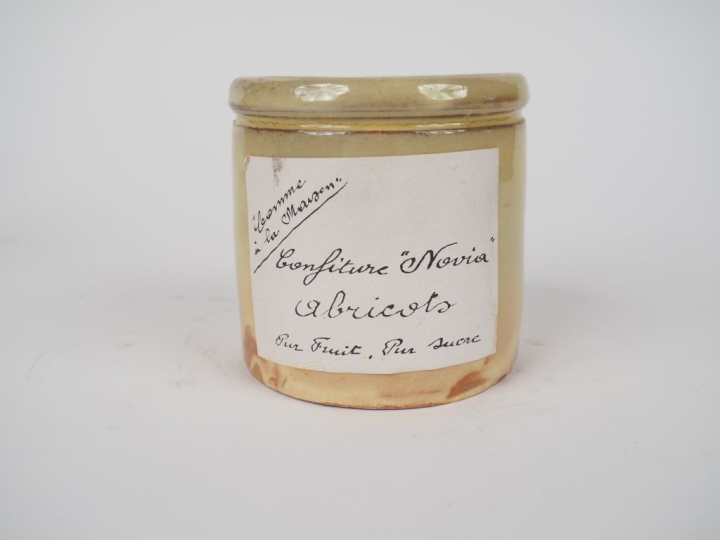 "Comme
à la Maison"
Confiture "Novia"
Abricots
Pur Fruit, Pur sucre